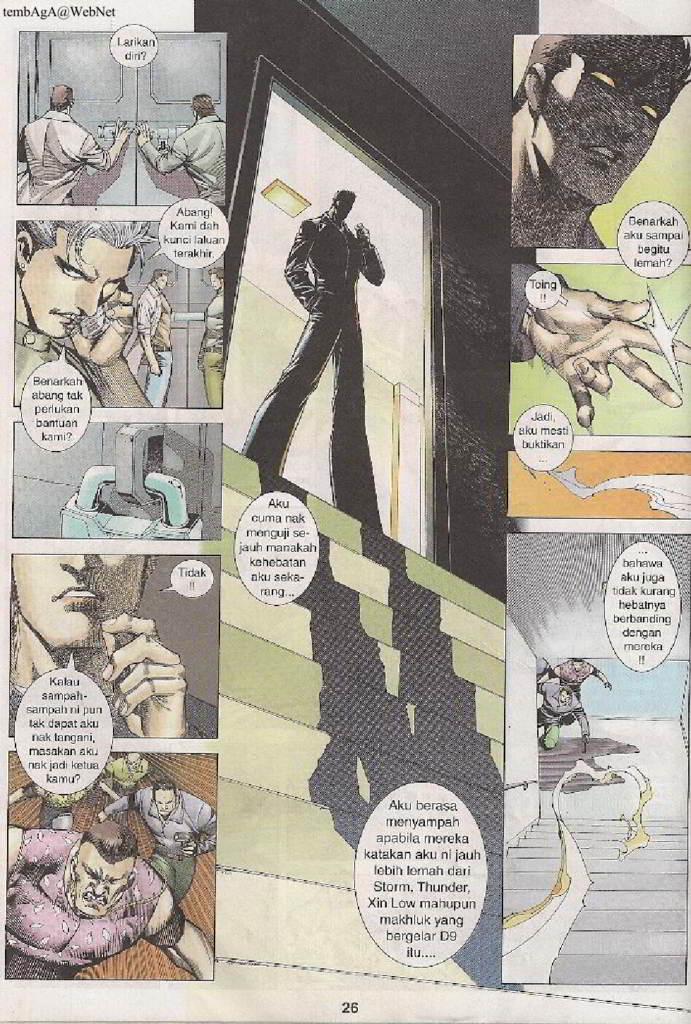 tembAgA@WebNet
Larikan
diri?
Abang!
Kami dah
kunci laluan
terakhir.
Benarkah
abang tak
perlukan
bantuan
kami?
Tidak
!!
Kalau
sampah-
sampah ni pun
tak dapat aku
nak tangani,
masakan aku
nak jadi ketua
kamu?
Aku
cuma nak
menguji se-
jauh manakah
kehebatan
aku seka-
rang...
Aku berasa
menyampah
apabila mereka
katakan aku ni jauh
lebih lemah dari
Storm, Thunder,
Xin Low mahupun
makhluk yang
bergelar D9
itu....
Benarkah
aku sampai
begitu
lemah?
Toing
!!
Jadi,
aku mesti
buktikan
...
...
bahawa
aku juga
tidak kurang
hebatnya
berbanding
dengan
mereka
!!
26